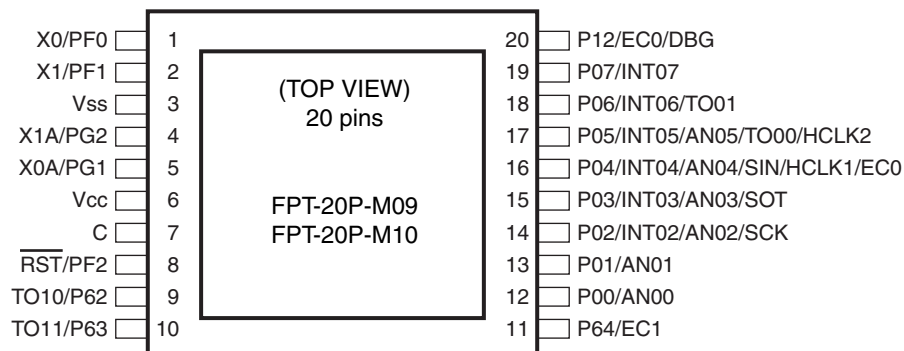 X0/PF0 1 20 P12/EC0/DBG
X1/PF1 2 19 P07/INT07
(TOP VIEW)
Vss 3 18 P06/INT06/TO01
20 pins
X1A/PG2 4 17 P05/INT05/AN05/TO00/HCLK2
X0A/PG1 5 16 P04/INT04/AN04/SIN/HCLK1/EC0
Vcc 6 15 P03/INT03/AN03/SOT
FPT-20P-M09
C 7 14 P02/INT02/AN02/SCK
FPT-20P-M10
RST/PF2 8 13 P01/AN01
TO10/P62 9 12 P00/AN00
TO11/P63 10 11 P64/EC1